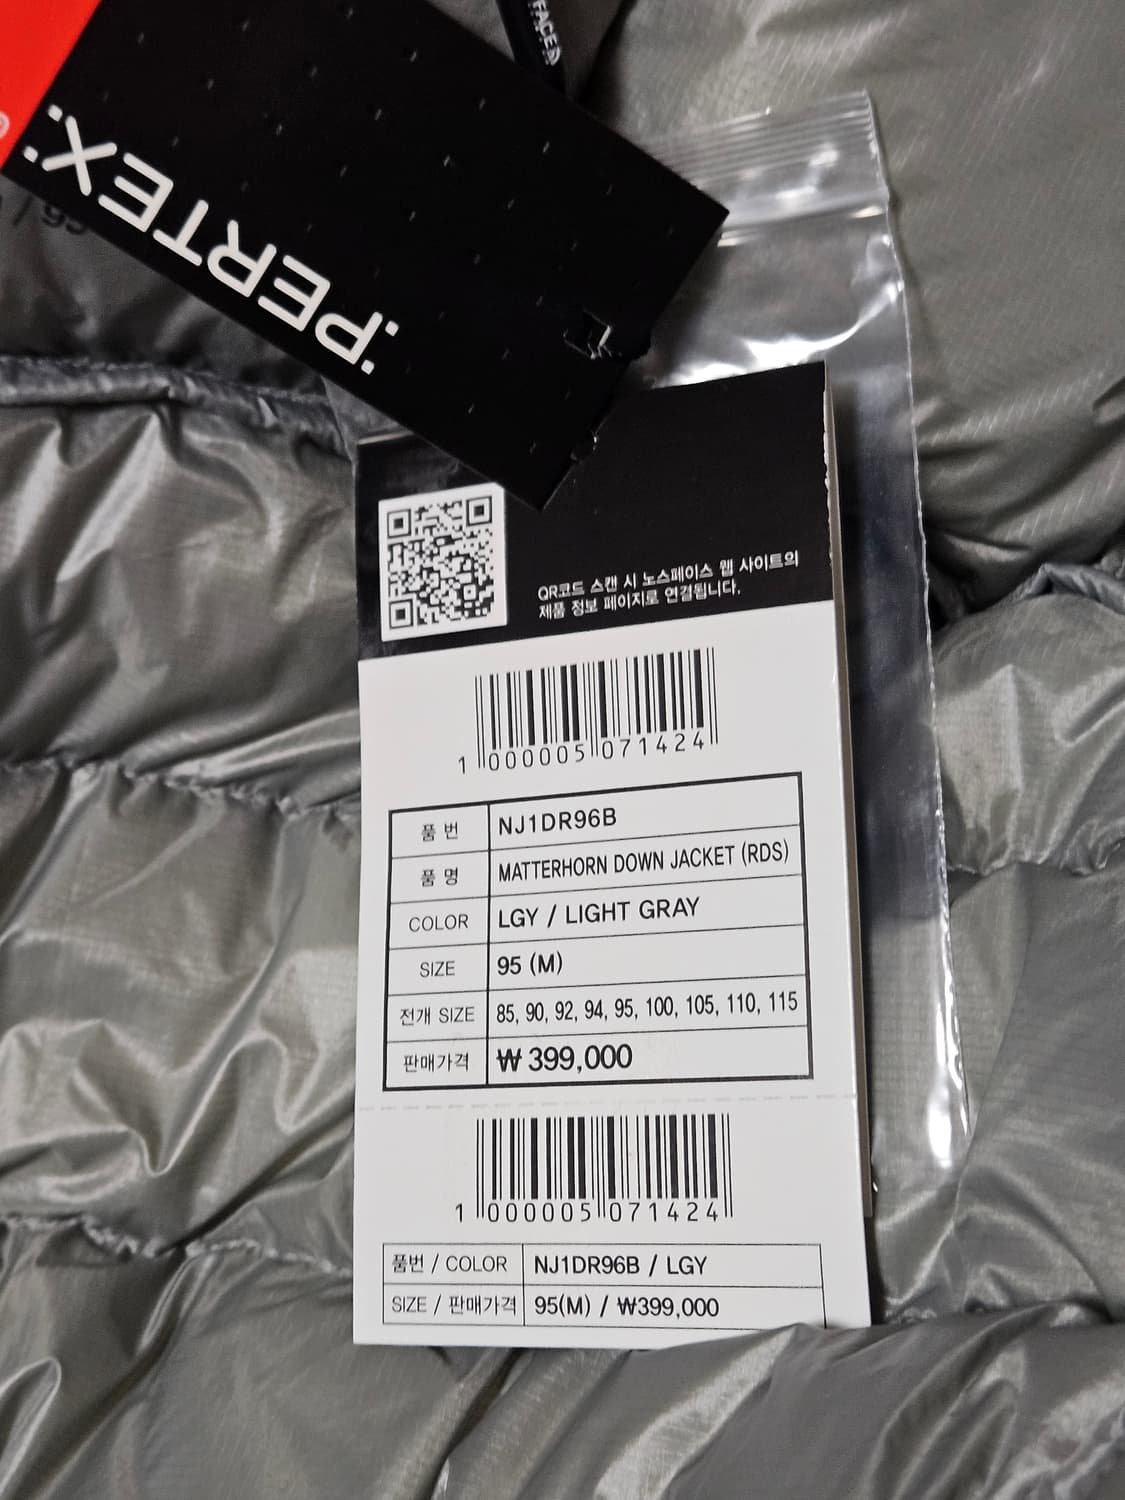 FACE
PERTEX
QR코드 스캔 시 노스페이스 웹 사이트의
제품 정보 페이지로 연결됩니다.
1 000005 071424
품 번 NJ1DR96B
품 명 MATTERHORN DOWN JACKET (RDS)
COLOR LGY / LIGHT GRAY
SIZE 95 (M)
전개 SIZE 85, 90, 92, 94, 95, 100, 105, 110, 115
판매가격 ₩ 399,000
1 000005 071424
품번 / COLOR NJ1DR96B / LGY
SIZE / 판매가격 95(M) / ₩399,000